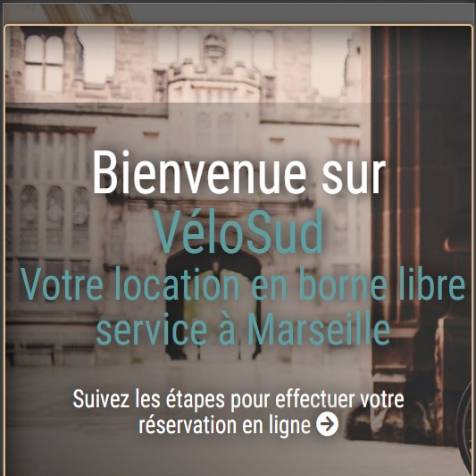 Bienvenue sur
VéloSud
Votre location en borne libre
service à Marseille
Suivez les étapes pour effectuer votre
réservation en ligne